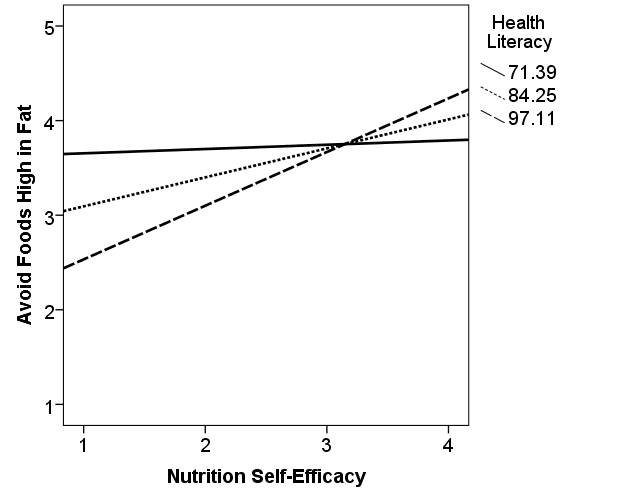 Health
Literacy
71.39
84.25
97.11
Avoid Foods High in Fat
5
4
3
2
1
1 2 3 4
Nutrition Self-Efficacy